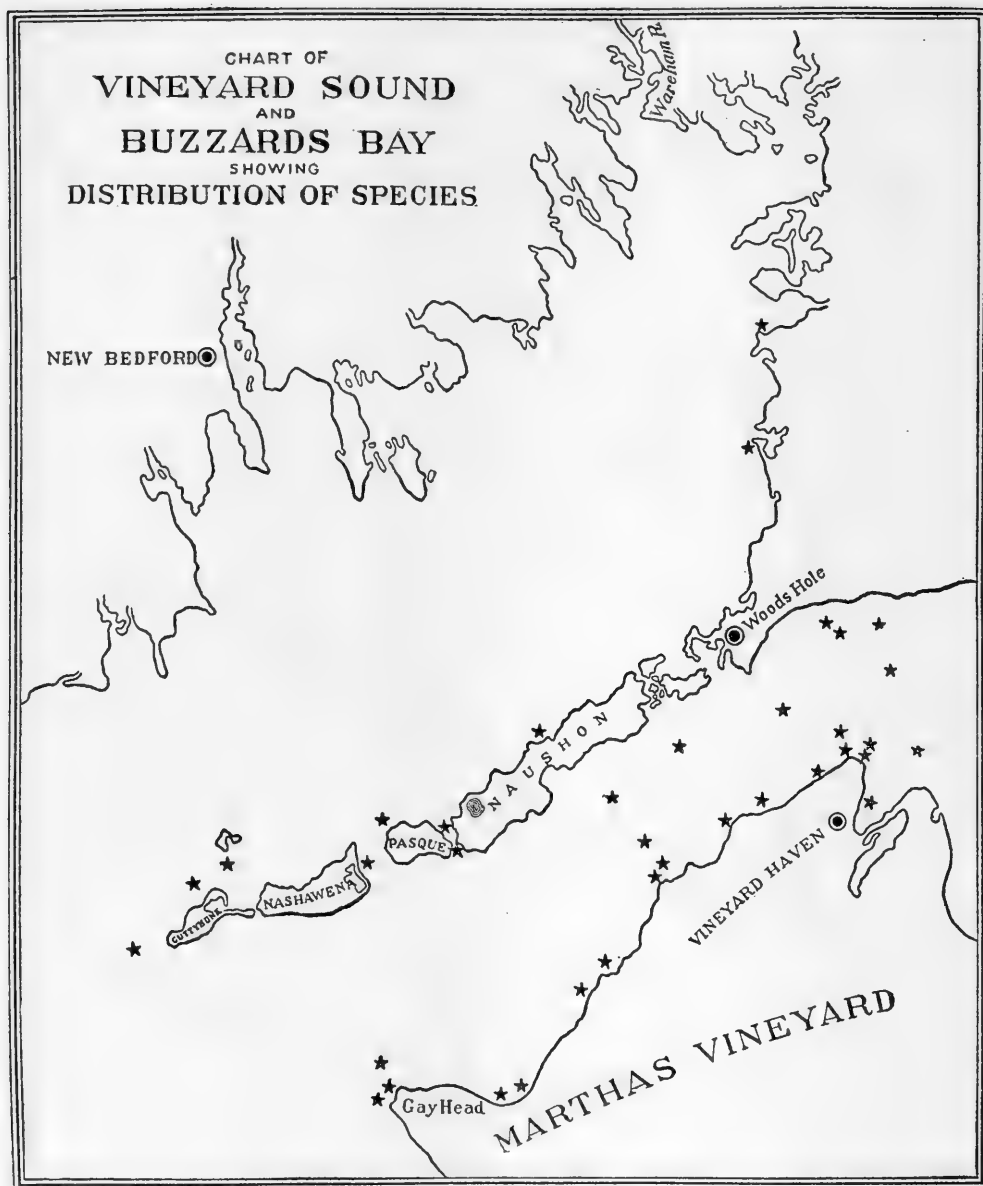 CHART OF
VINEYARD SOUND
AND
BUZZARDS BAY
SHOWING
DISTRIBUTION OF SPECIES
Wareham R.
NEW BEDFORD
Woods Hole
NAUSHON
PASQUE
NASHAWENA
CUTTYHUNK
VINEYARD HAVEN
MARTHAS VINEYARD
Gay Head